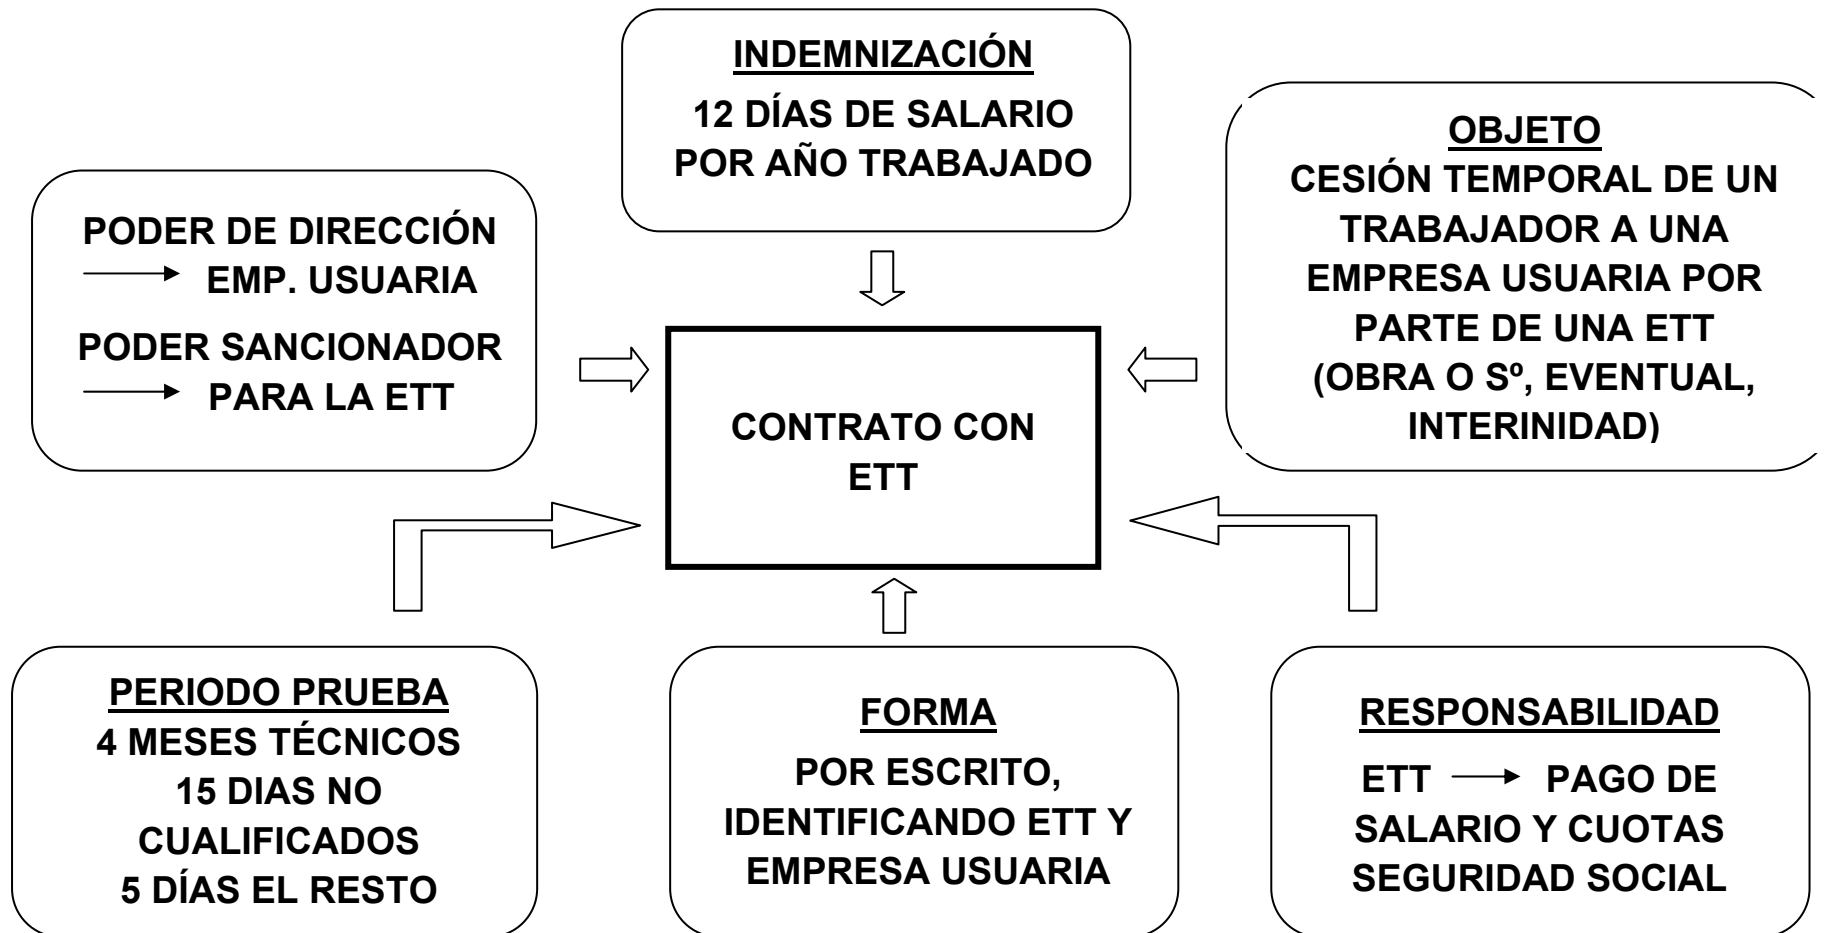 INDEMNIZACIÓN
12 DÍAS DE SALARIO
POR AÑO TRABAJADO
PODER DE DIRECCIÓN
EMP. USUARIA
PODER SANCIONADOR
PARA LA ETT
OBJETO
CESIÓN TEMPORAL DE UN
TRABAJADOR A UNA
EMPRESA USUARIA POR
PARTE DE UNA ETT
(OBRA O Sº, EVENTUAL,
INTERINIDAD)
CONTRATO CON
ETT
PERIODO PRUEBA
4 MESES TÉCNICOS
15 DIAS NO
CUALIFICADOS
5 DÍAS EL RESTO
FORMA
POR ESCRITO,
IDENTIFICANDO ETT Y
EMPRESA USUARIA
RESPONSABILIDAD
ETT → PAGO DE
SALARIO Y CUOTAS
SEGURIDAD SOCIAL